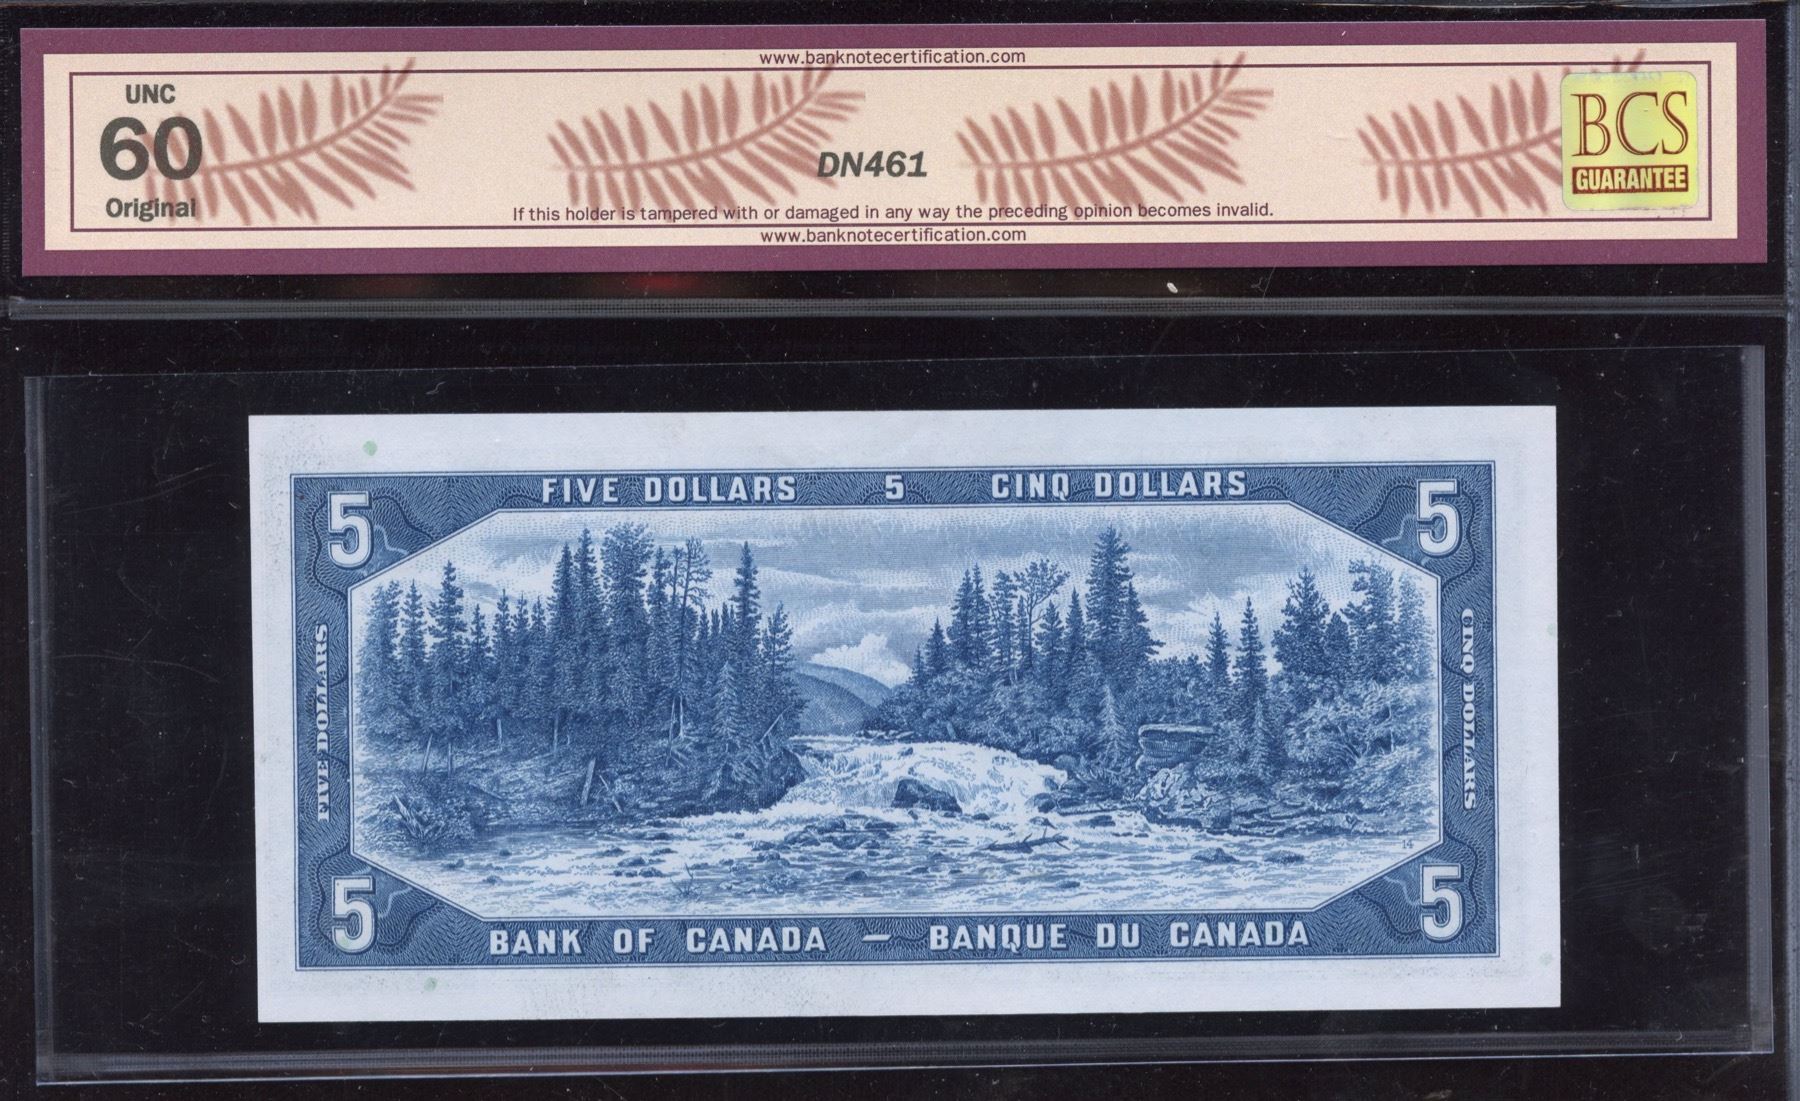 www.banknotecertification.com
UNC
60
Original
DN461
BCS
GUARANTEE
If this holder is tampered with or damaged in any way the preceding opinion becomes invalid.
www.banknotecertification.com
FIVE DOLLARS 5 CINQ DOLLARS
5
5
FIVE DOLLARS
CINQ DOLLARS
14
5
5
BANK OF CANADA – BANQUE DU CANADA